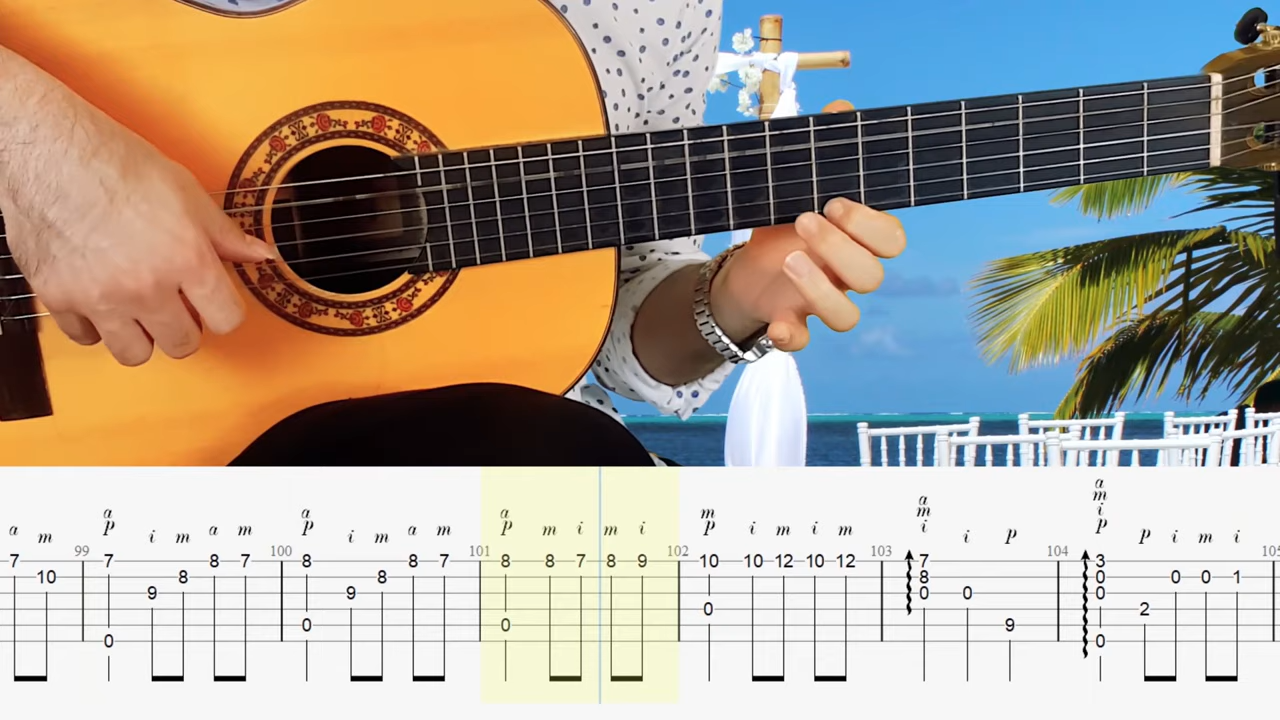 a a a a m a
m
i
a m p i m a m p i m a m p m i m i p i m i m i p p p i m i
99 100 101 102 103 104 105
7 7 8 7 8 8 7 8 8 7 8 9 10 10 12 10 12 7 3
10 8 8 8 0 0 0 1
9 9 0 0 0
0 2
0 0 9
0 0